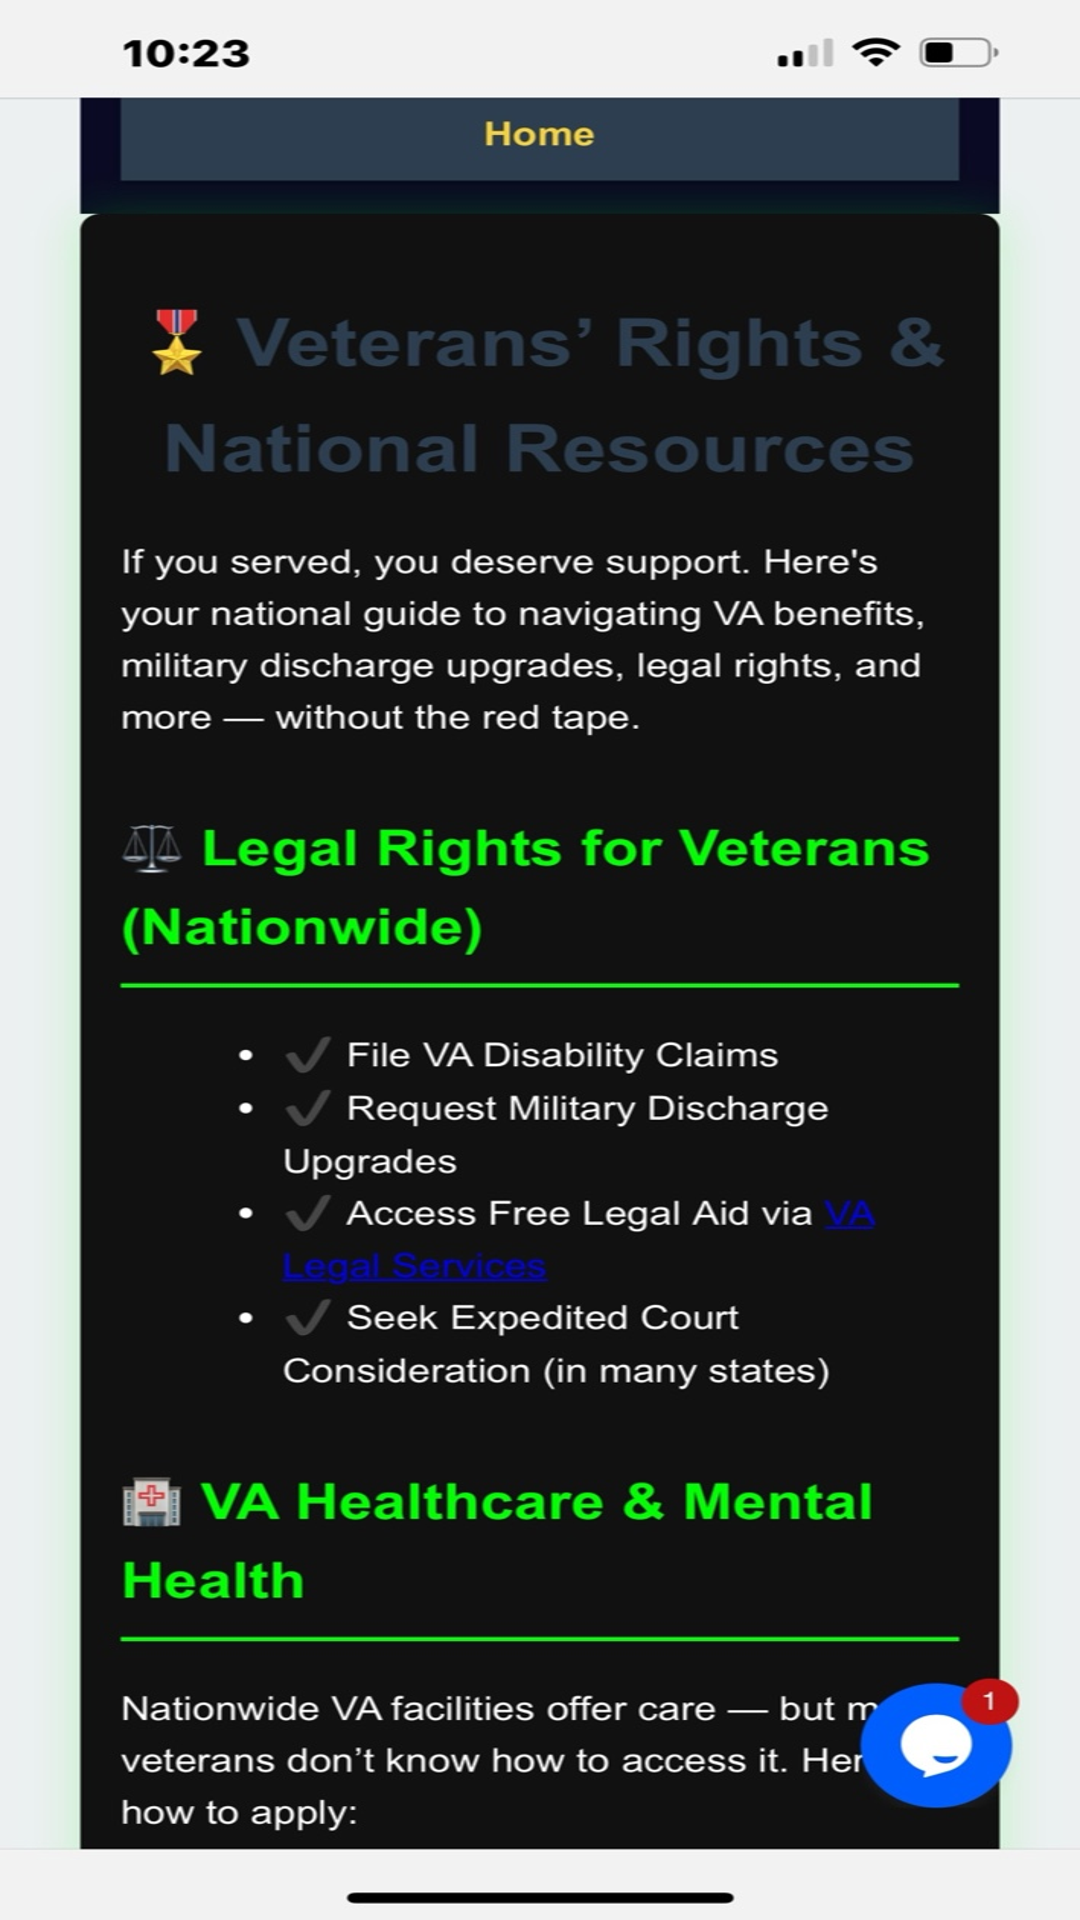 10:23
Home
🎖️ Veterans’ Rights &
National Resources
If you served, you deserve support. Here's
your national guide to navigating VA benefits,
military discharge upgrades, legal rights, and
more — without the red tape.
⚖️ Legal Rights for Veterans
(Nationwide)
• ✔️ File VA Disability Claims
• ✔️ Request Military Discharge
Upgrades
• ✔️ Access Free Legal Aid via VA
Legal Services
• ✔️ Seek Expedited Court
Consideration (in many states)
🏥 VA Healthcare & Mental
Health
1
Nationwide VA facilities offer care — but
veterans don’t know how to access it.
how to apply: